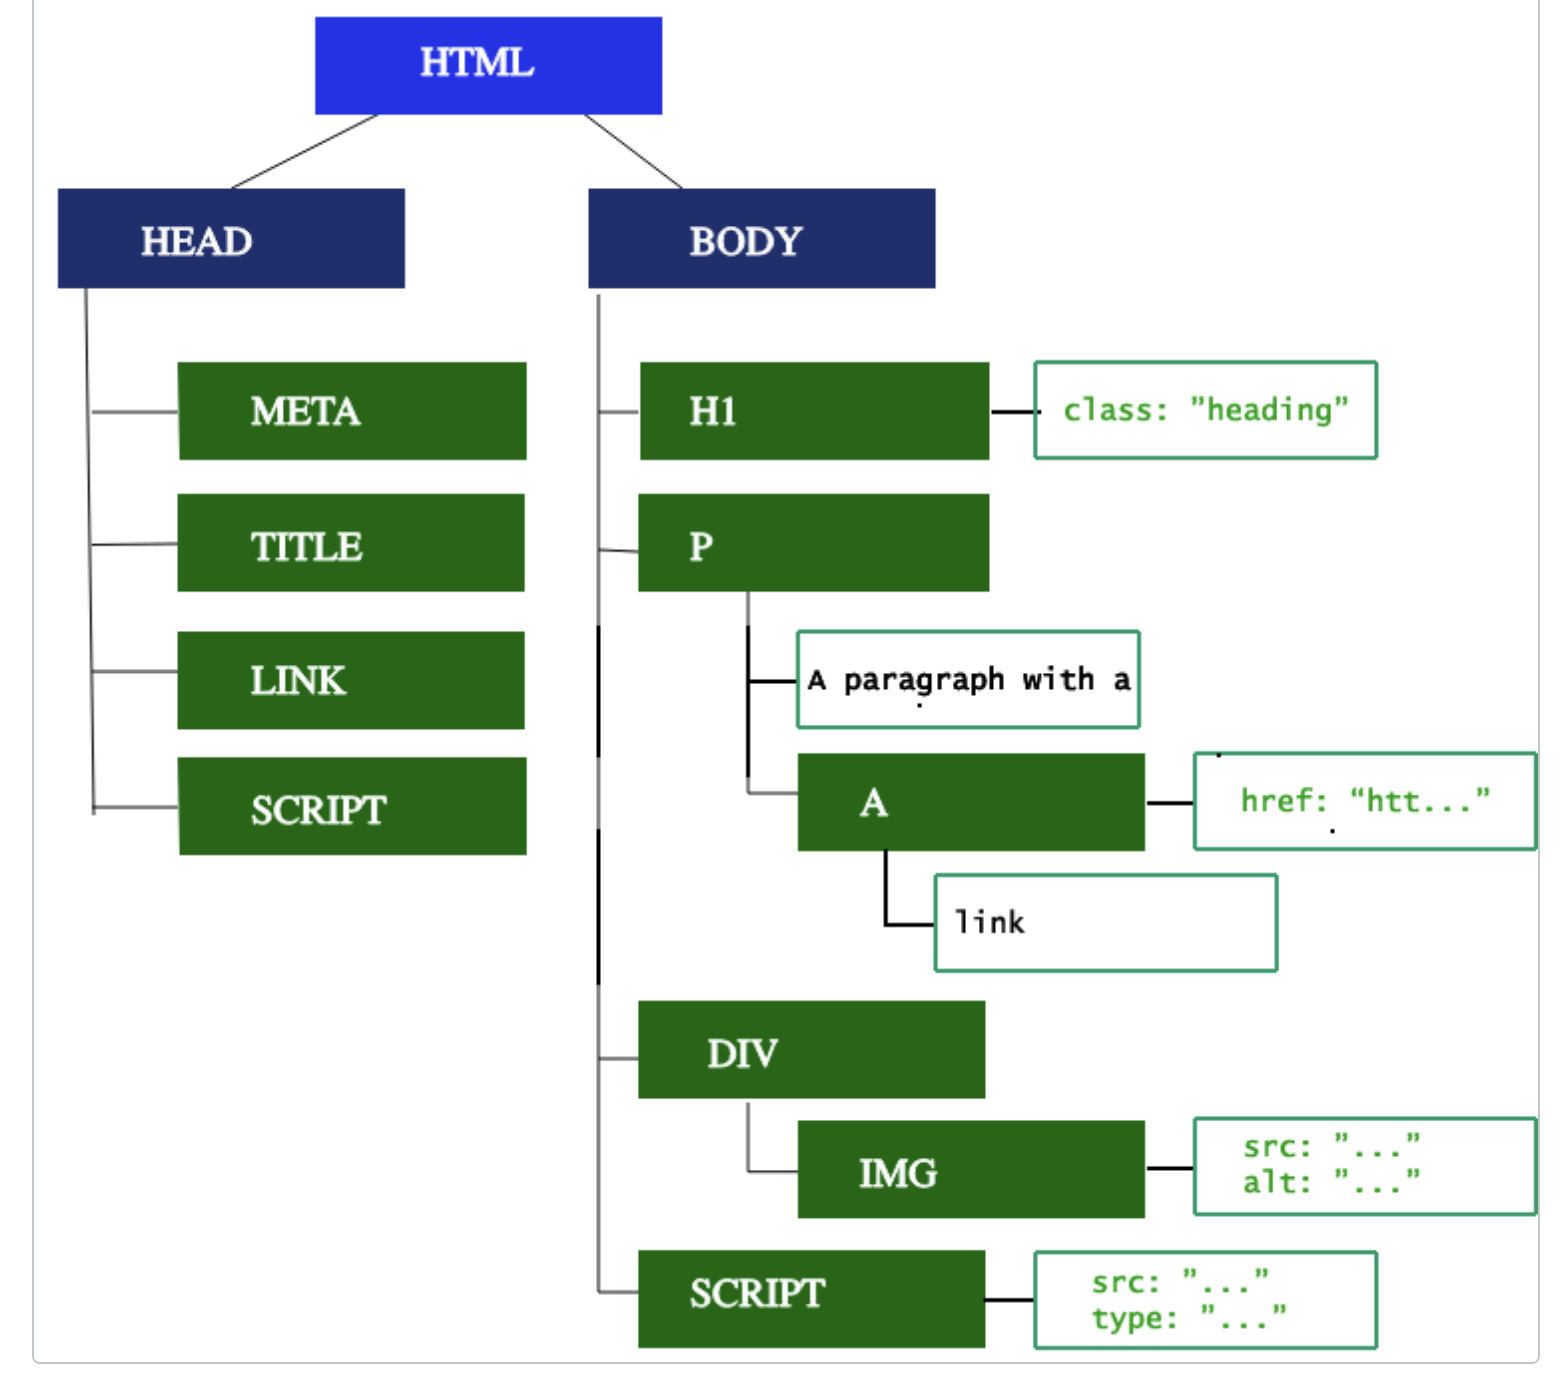 HTML
HEAD
BODY
META
TITLE
LINK
SCRIPT
H1
class: ”heading”
P
A paragraph with a
A
href: “htt...”
link
DIV
IMG
src: ”...”
alt: ”...”
SCRIPT
src: ”...”
type: ”...”